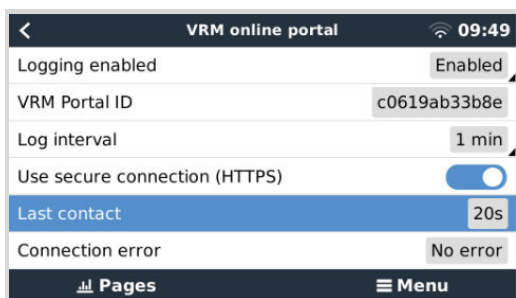 VRM online portal 09:49
Logging enabled Enabled
VRM Portal ID c0619ab33b8e
Log interval 1 min
Use secure connection (HTTPS)
Last contact 20s
Connection error No error
Pages Menu